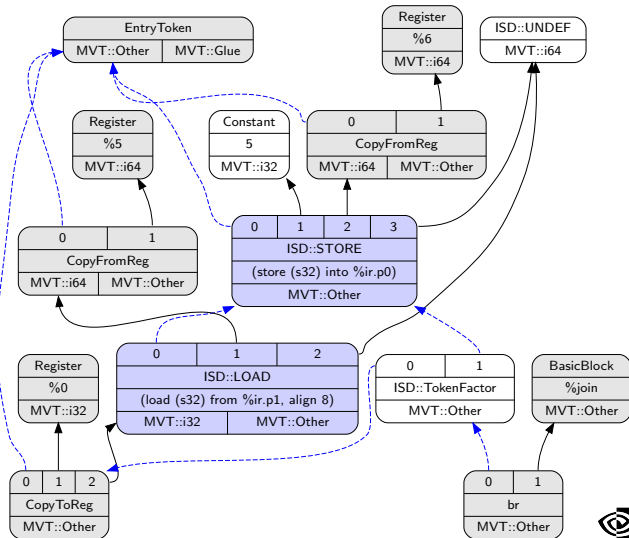 EntryToken
MVT::Other MVT::Glue
Register
%6
MVT::i64
ISD::UNDEF
MVT::i64
Register
%5
MVT::i64
Constant
5
MVT::i32
0 1
CopyFromReg
MVT::i64 MVT::Other
0 1
CopyFromReg
MVT::i64 MVT::Other
0 1 2 3
ISD::STORE
(store (s32) into %ir.p0)
MVT::Other
0 1 2
ISD::LOAD
(load (s32) from %ir.p1, align 8)
MVT::i32 MVT::Other
Register
%0
MVT::i32
0 1
ISD::TokenFactor
MVT::Other
BasicBlock
%join
MVT::Other
0 1 2
CopyToReg
MVT::Other
0 1
br
MVT::Other